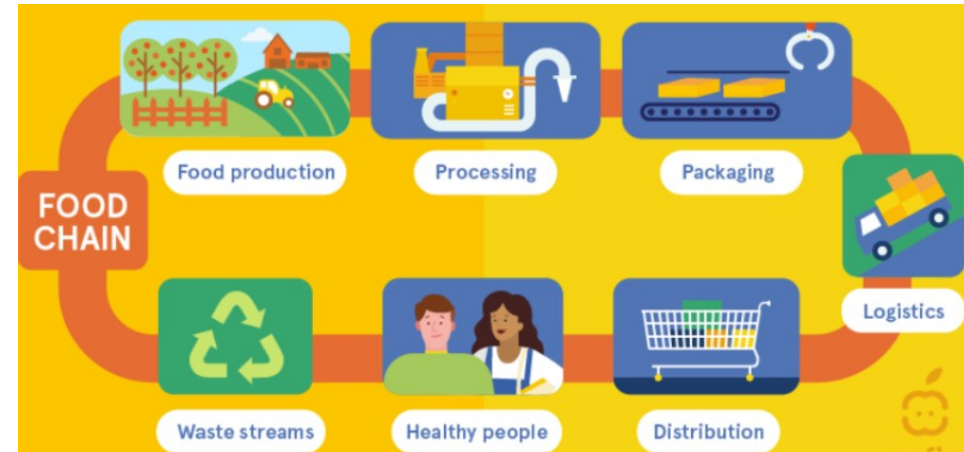 Food production
Processing
Packaging
FOOD
CHAIN
Logistics
Waste streams
Healthy people
Distribution